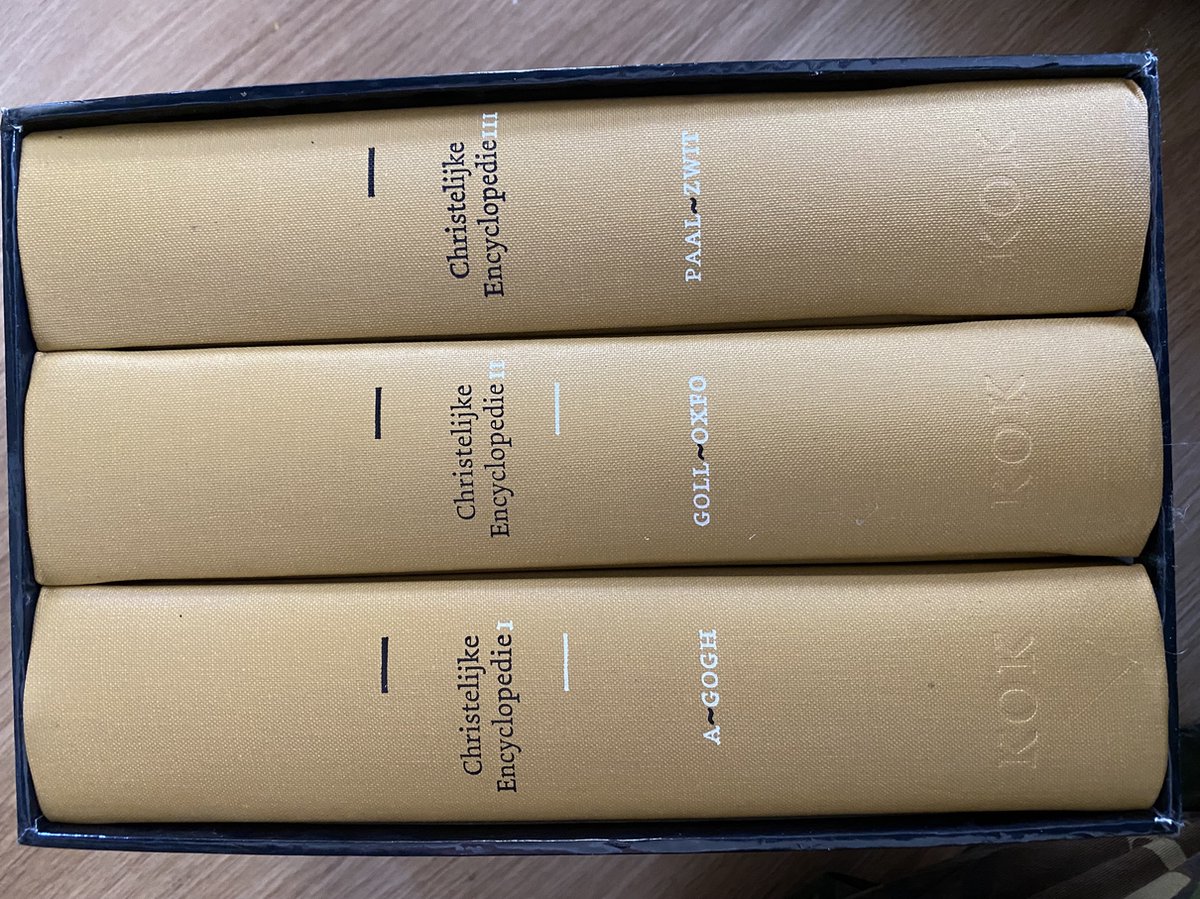 Christelijke
Encyclopedie I
A~GOGH
KOK
Christelijke
Encyclopedie II
GOLL~OXFO
KOK
Christelijke
Encyclopedie III
PAAL~ZWIT
KOK